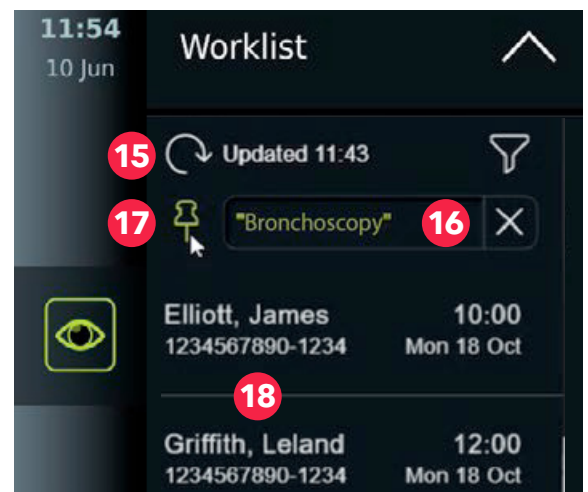 11:54
10 Jun
Worklist
15 Updated 11:43
17 "Bronchoscopy" 16
Elliott, James 10:00
1234567890-1234 Mon 18 Oct
18
Griffith, Leland 12:00
1234567890-1234 Mon 18 Oct